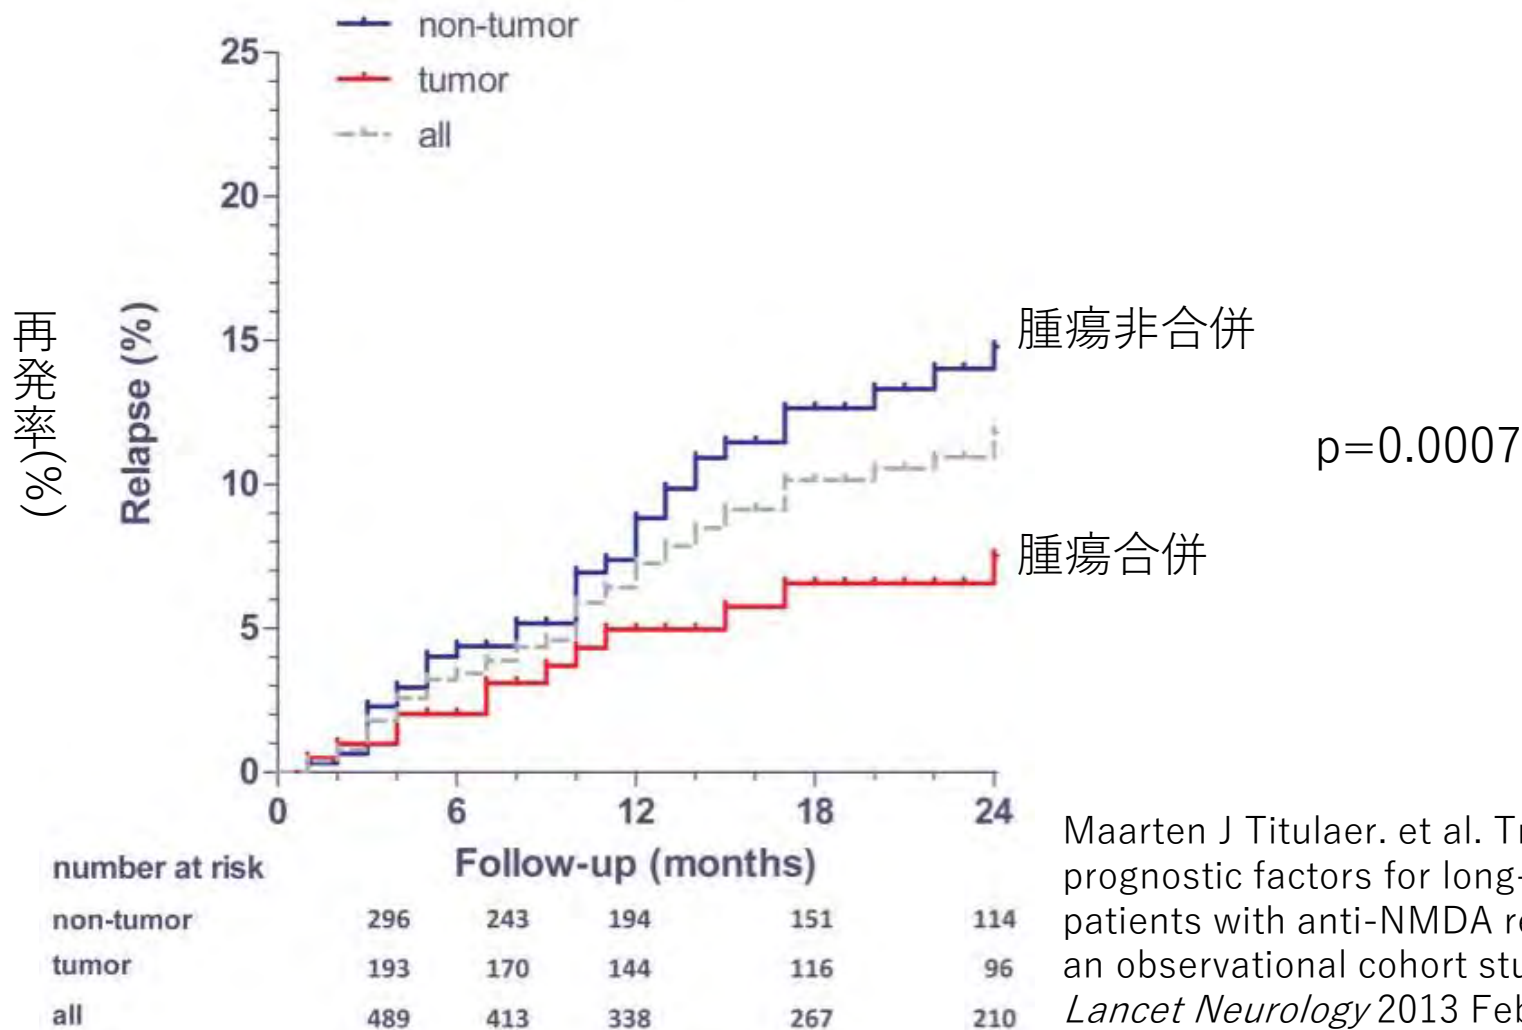 non-tumor
tumor
all
25
20
15
10
5
0
再発率(%)
Relapse (%)
腫瘍非合併
p=0.0007
腫瘍合併
0 6 12 18 24
Follow-up (months)
number at risk
non-tumor 296 243 194 151 114
tumor 193 170 144 116 96
all 489 413 338 267 210
Maarten J Titulaer. et al.
prognostic factors for long-
patients with anti-NMDA
an observational cohort
Lancet Neurology 2013 Feb